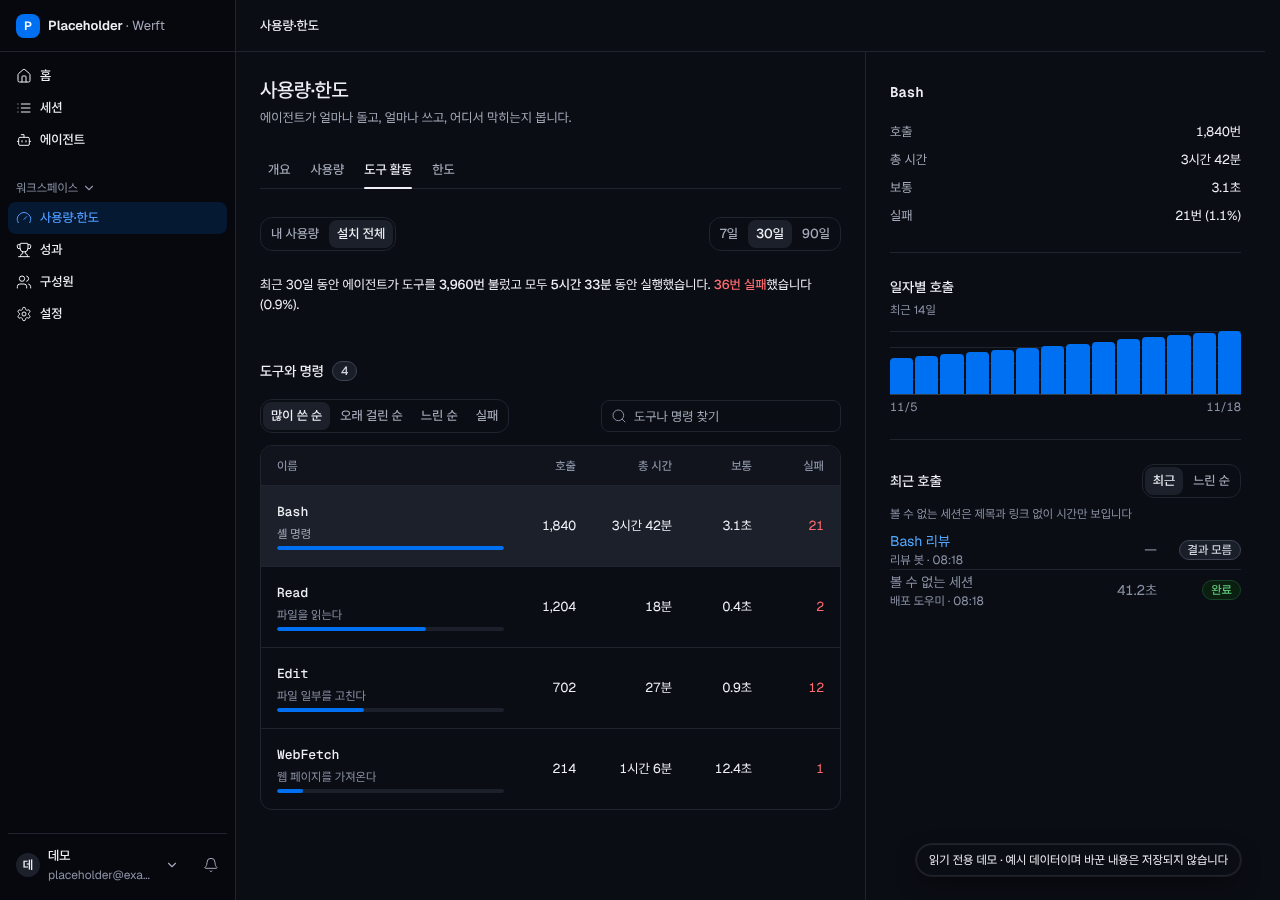 P Placeholder · Werft
홈
세션
에이전트
워크스페이스
사용량·한도
성과
구성원
설정
데
데모
placeholder@exa…
사용량·한도
사용량·한도
에이전트가 얼마나 돌고, 얼마나 쓰고, 어디서 막히는지 봅니다.
개요 사용량 도구 활동 한도
내 사용량 설치 전체
7일 30일 90일
최근 30일 동안 에이전트가 도구를 3,960번 불렀고 모두 5시간 33분 동안 실행했습니다. 36번 실패했습니다
(0.9%).
도구와 명령 4
많이 쓴 순 오래 걸린 순 느린 순 실패
도구나 명령 찾기
이름 호출 총 시간 보통 실패
Bash
셸 명령
1,840 3시간 42분 3.1초 21
Read
파일을 읽는다
1,204 18분 0.4초 2
Edit
파일 일부를 고친다
702 27분 0.9초 12
WebFetch
웹 페이지를 가져온다
214 1시간 6분 12.4초 1
Bash
호출 1,840번
총 시간 3시간 42분
보통 3.1초
실패 21번 (1.1%)
일자별 호출
최근 14일
11/5 11/18
최근 호출
최근 느린 순
볼 수 없는 세션은 제목과 링크 없이 시간만 보입니다
Bash 리뷰
리뷰 봇 · 08:18
— 결과 모름
볼 수 없는 세션
배포 도우미 · 08:18
41.2초 완료
읽기 전용 데모 · 예시 데이터이며 바꾼 내용은 저장되지 않습니다